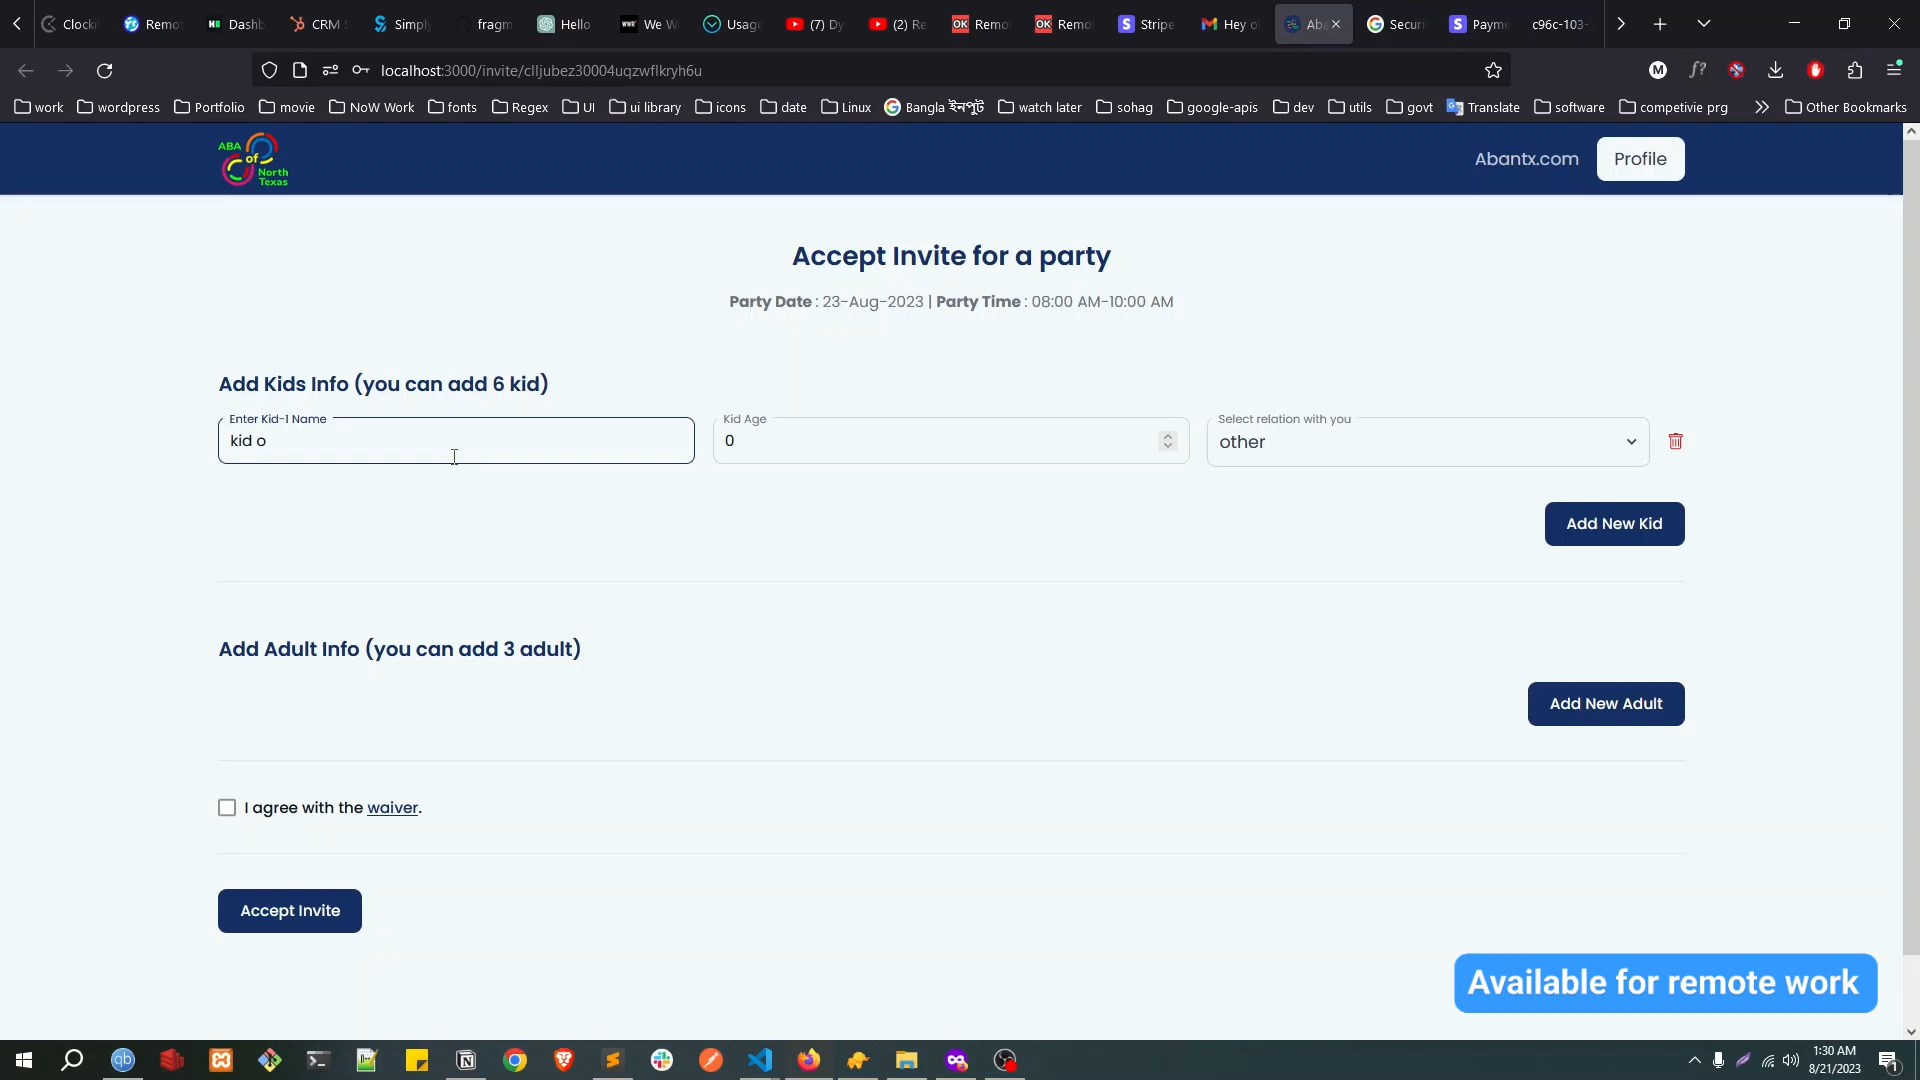 Clocki
Remot
Dashb
CRM S
Simply
fragm
Hello
We W
Usage
(7) Dy
(2) Re
Remo
Remo
Stripe
Hey o
Aba
Securi
Payme
c96c-103-
localhost:3000/invite/clljubez30004uqzwflkryh6u
work
wordpress
Portfolio
movie
NoW Work
fonts
Regex
UI
ui library
icons
date
Linux
Bangla ইনপুট
watch later
sohag
google-apis
dev
utils
govt
Translate
software
competivie prg
Other Bookmarks
ABA
of
North
Texas
Abantx.com
Profile
Accept Invite for a party
Party Date : 23-Aug-2023 | Party Time : 08:00 AM-10:00 AM
Add Kids Info (you can add 6 kid)
Enter Kid-1 Name
kid o
Kid Age
0
Select relation with you
other
Add New Kid
Add Adult Info (you can add 3 adult)
Add New Adult
I agree with the waiver.
Accept Invite
Available for remote work
1:30 AM
8/21/2023